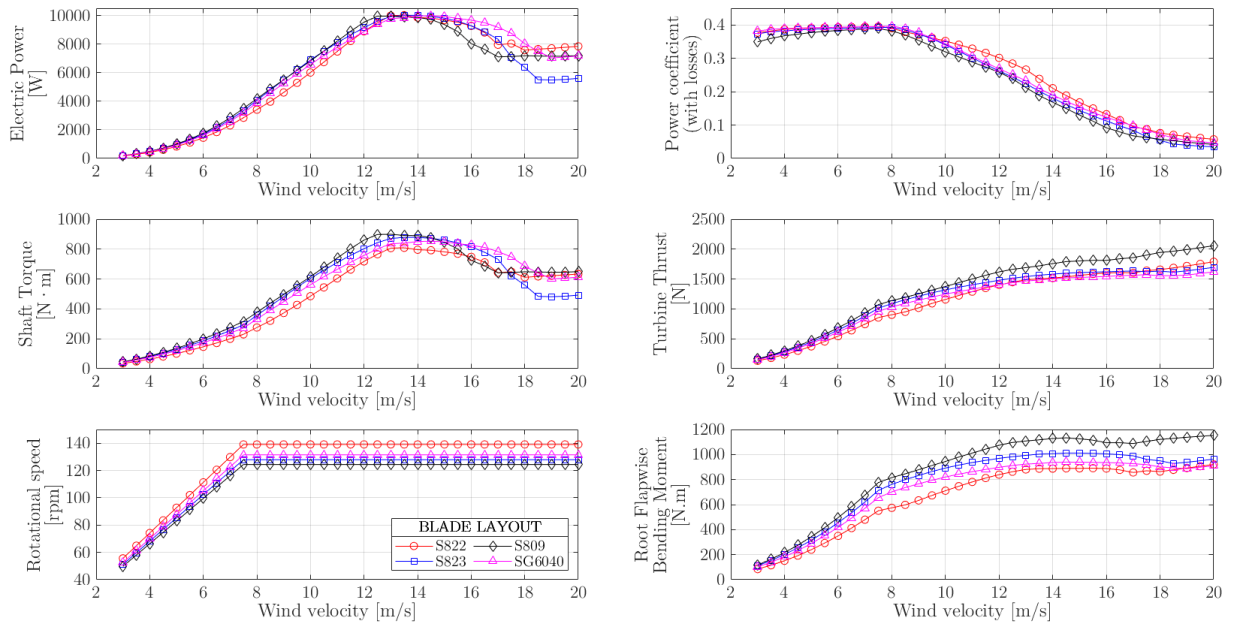 Electric Power
[W]
10000
8000
6000
4000
2000
0
2 4 6 8 10 12 14 16 18 20
Wind velocity [m/s]
Power coefficient
(with losses)
0.4
0.3
0.2
0.1
0
2 4 6 8 10 12 14 16 18 20
Wind velocity [m/s]
Shaft Torque
[N · m]
1000
800
600
400
200
0
2 4 6 8 10 12 14 16 18 20
Wind velocity [m/s]
Turbine Thrust
[N]
2500
2000
1500
1000
500
0
2 4 6 8 10 12 14 16 18 20
Wind velocity [m/s]
Rotational speed
[rpm]
140
120
100
80
60
40
2 4 6 8 10 12 14 16 18 20
Wind velocity [m/s]
BLADE LAYOUT
S822 S809
S823 SG6040
Root Flapwise
Bending Moment
[N.m]
1200
1000
800
600
400
200
0
2 4 6 8 10 12 14 16 18 20
Wind velocity [m/s]